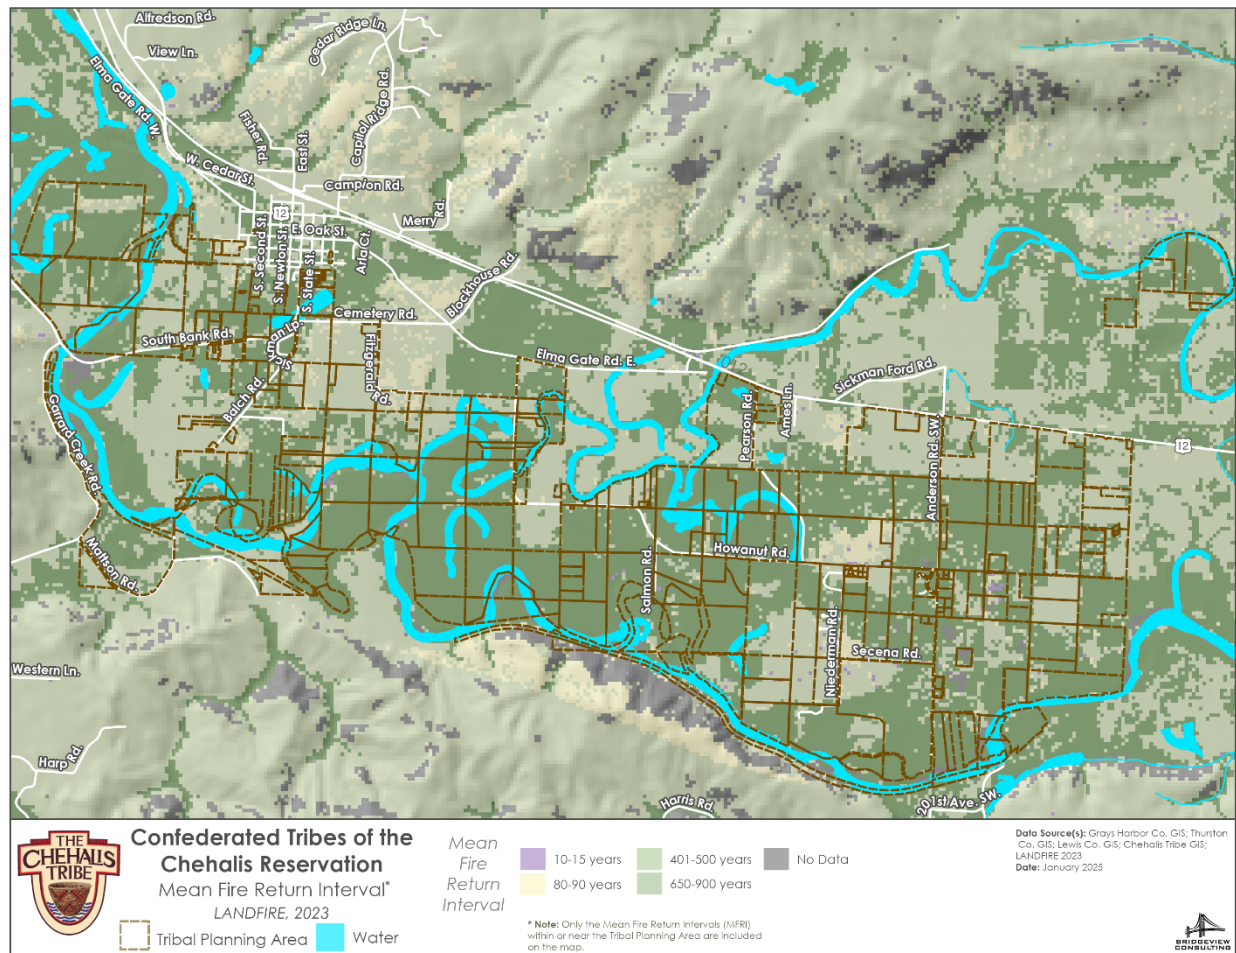 Alfredson Rd.
View Ln.
Cedar Ridge Ln.
Elma Gate Rd. W.
Fisher Rd.
East St.
Capitol Ridge Rd.
W. Cedar St.
Campion Rd.
12
Merry Rd.
E. Oak St.
S. Second St.
S. Newton St.
S. State St.
Arla Ct.
Blockhouse Rd.
Cemetery Rd.
South Bank Rd.
Sickman Lp.
Fitzgerald Rd.
Elma Gate Rd. E.
Sickman Ford Rd.
Balch Rd.
Garrard Creek Rd.
Pearson Rd.
Ames Ln.
Anderson Rd. SW.
12
Mattson Rd.
Howanut Rd.
Salmon Rd.
Niederman Rd.
Secena Rd.
Western Ln.
Harp Rd.
Harris Rd.
201st Ave. SW.
THE
CHEHALIS
TRIBE
Confederated Tribes of the
Chehalis Reservation
Mean Fire Return Interval*
LANDFIRE, 2023
Tribal Planning Area
Water
Mean
Fire
Return
Interval
10-15 years
80-90 years
401-500 years
650-900 years
No Data
* Note: Only the Mean Fire Return Intervals (MFRI)
within or near the Tribal Planning Area are included
on the map.
Data Source(s): Grays Harbor Co. GIS; Thurston
Co. GIS; Lewis Co. GIS; Chehalis Tribe GIS;
LANDFIRE 2023
Date: January 2025
BRIDGEVIEW
CONSULTING